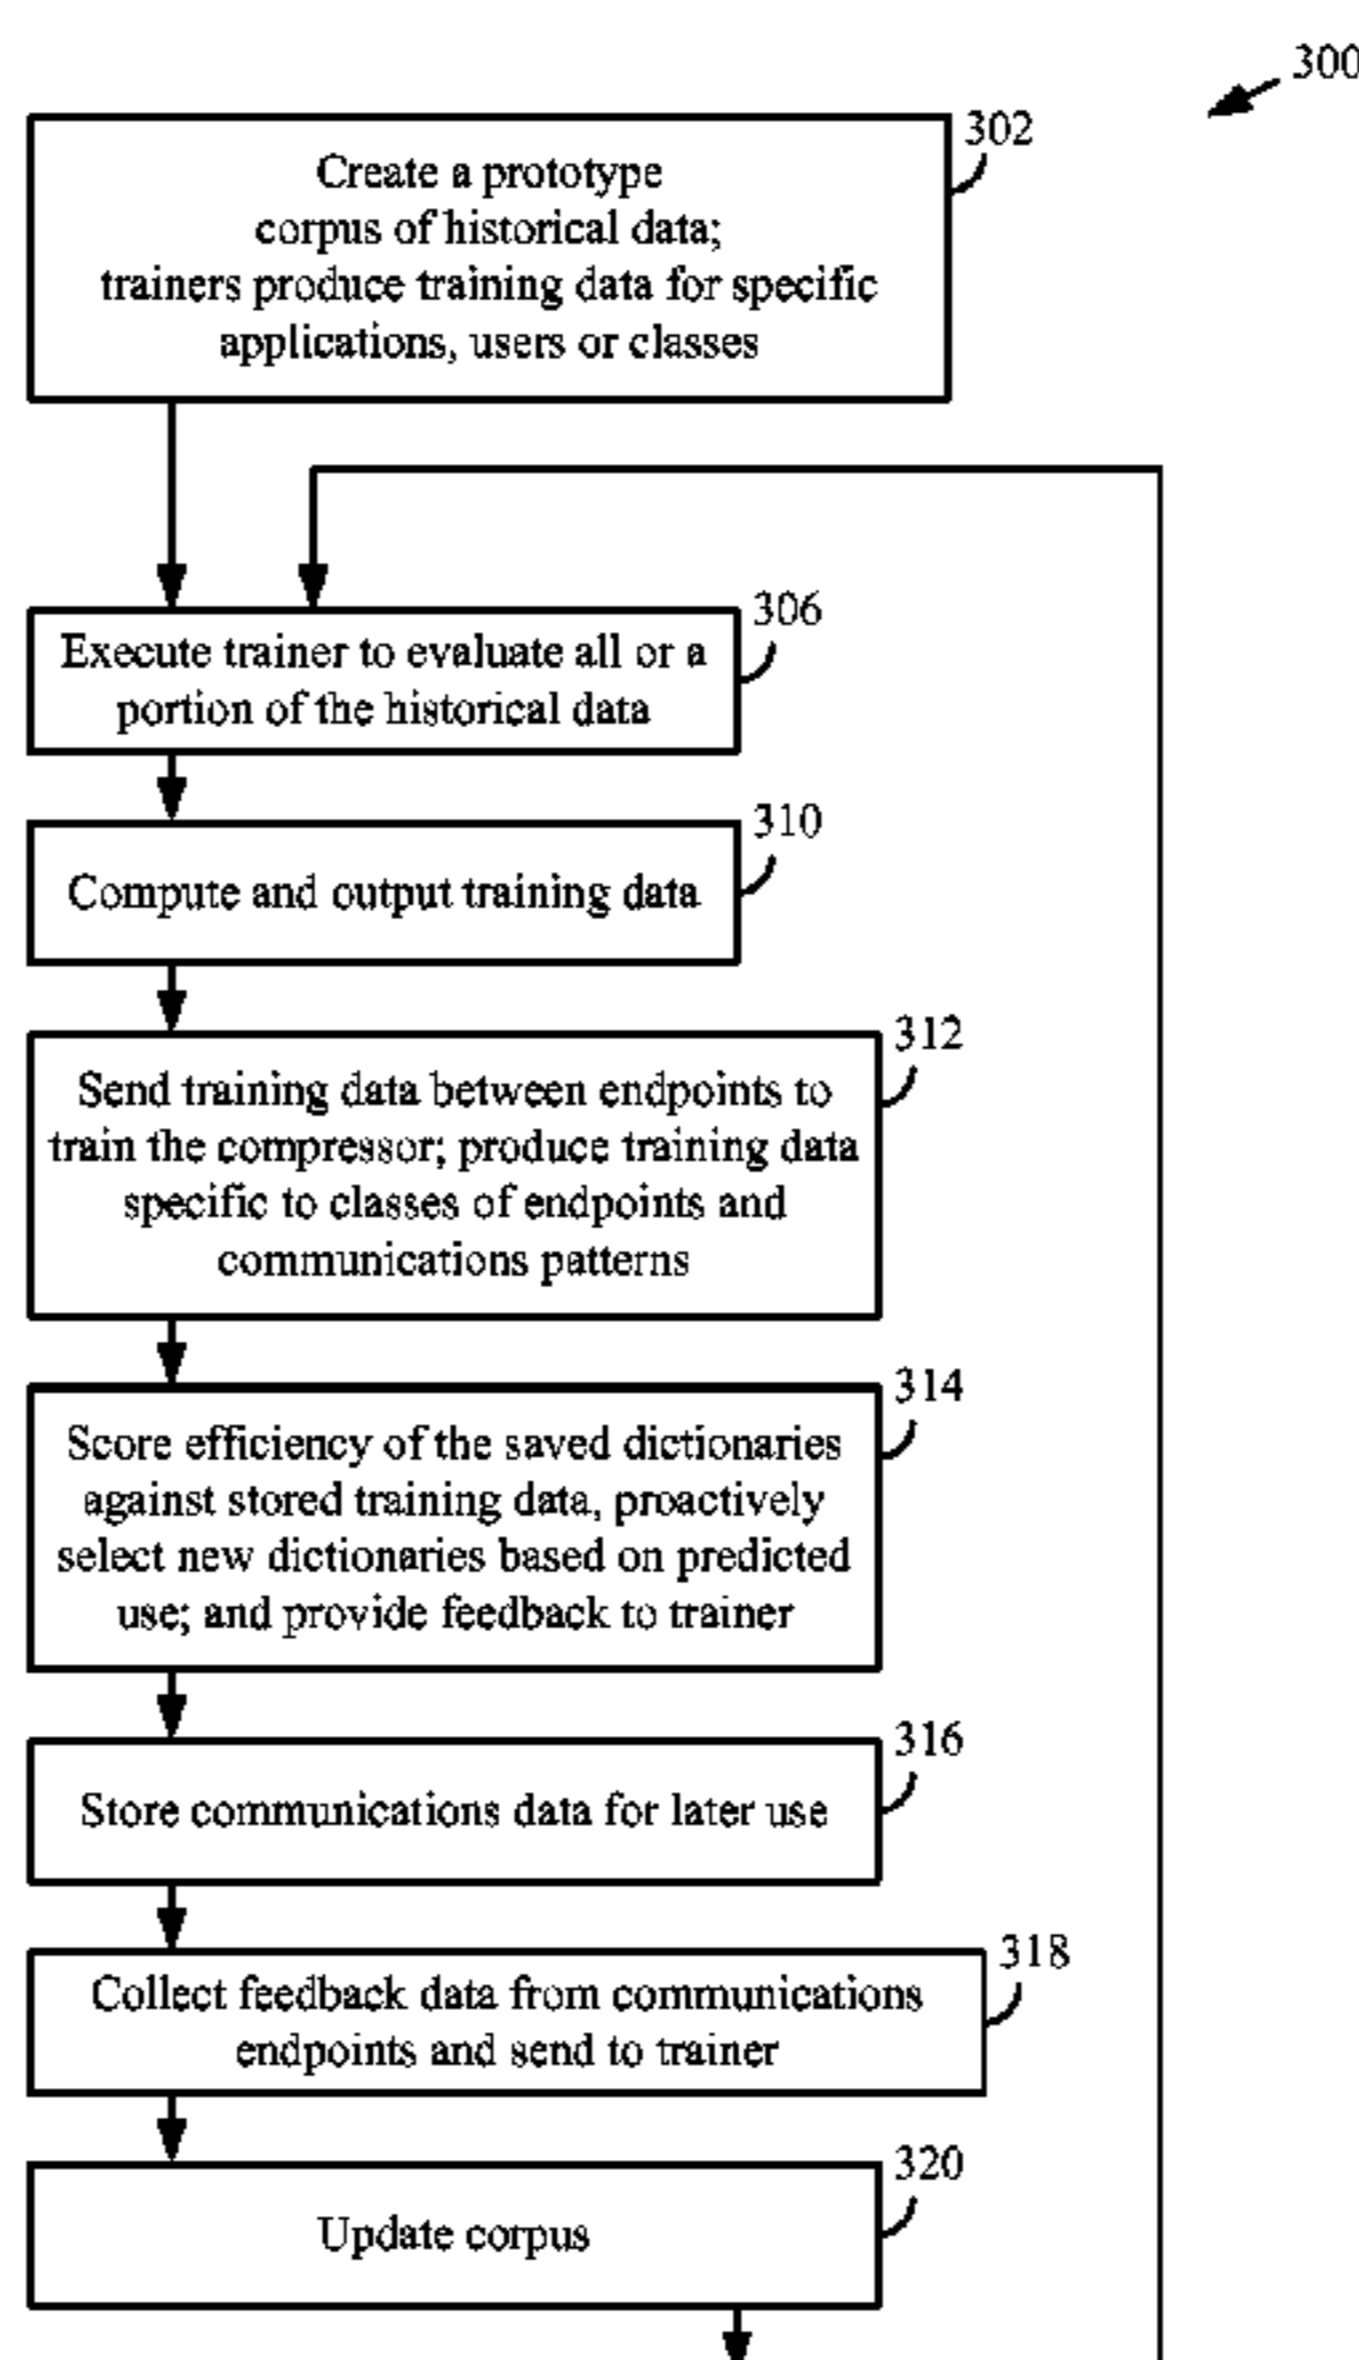 300
302
Create a prototype
corpus of historical data;
trainers produce training data for specific
applications, users or classes
306
Execute trainer to evaluate all or a
portion of the historical data
310
Compute and output training data
312
Send training data between endpoints to
train the compressor; produce training data
specific to classes of endpoints and
communications patterns
314
Score efficiency of the saved dictionaries
against stored training data, proactively
select new dictionaries based on predicted
use; and provide feedback to trainer
316
Store communications data for later use
318
Collect feedback data from communications
endpoints and send to trainer
320
Update corpus